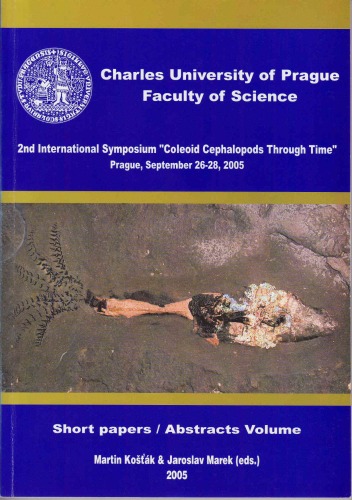 Charles University of Prague
Faculty of Science
2nd International Symposium "Coleoid Cephalopods Through Time"
Prague, September 26-28, 2005
Short papers / Abstracts Volume
Martin Košťák & Jaroslav Marek (eds.)
2005